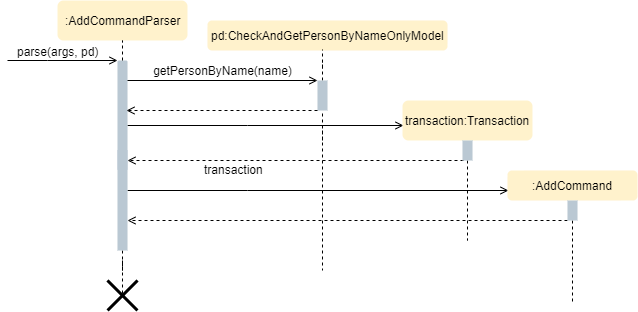 :AddCommandParser
pd:CheckAndGetPersonByNameOnlyModel
parse(args, pd)
getPersonByName(name)
transaction:Transaction
transaction
:AddCommand